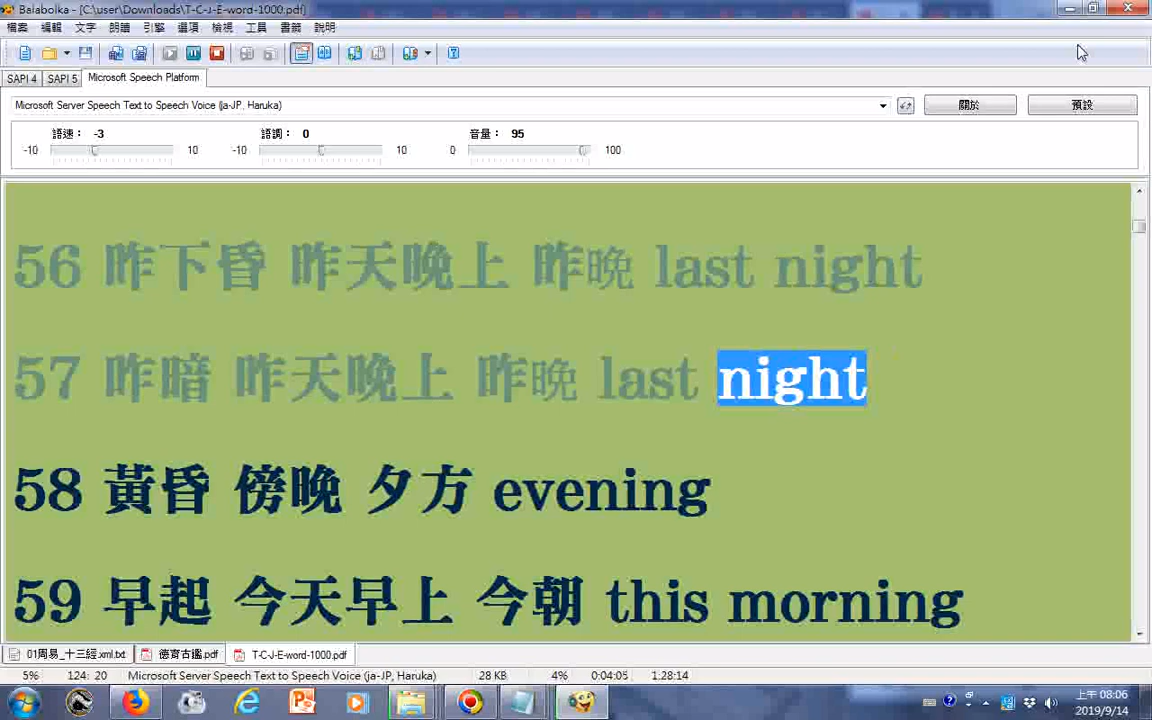 Balabolka - [C:\user\Downloads\T-C-J-E-word-1000.pdf]
檔案 編輯 文字 朗讀 引擎 選項 檢視 工具 書籤 說明
SAPI 4 SAPI 5 Microsoft Speech Platform
Microsoft Server Speech Text to Speech Voice (ja-JP, Haruka) 關於 預設
語速： -3 語調： 0 音量： 95
-10 10 -10 10 0 100
56 昨下昏 昨天晚上 昨晚 last night
57 昨暗 昨天晚上 昨晚 last night
58 黃昏 傍晚 夕方 evening
59 早起 今天早上 今朝 this morning
01周易_十三經.xml.txt 德育古鑑.pdf T-C-J-E-word-1000.pdf
5% 124: 20 Microsoft Server Speech Text to Speech Voice (ja-JP, Haruka) 28 KB 4% 0:04:05 1:28:14
上午 08:06
2019/9/14